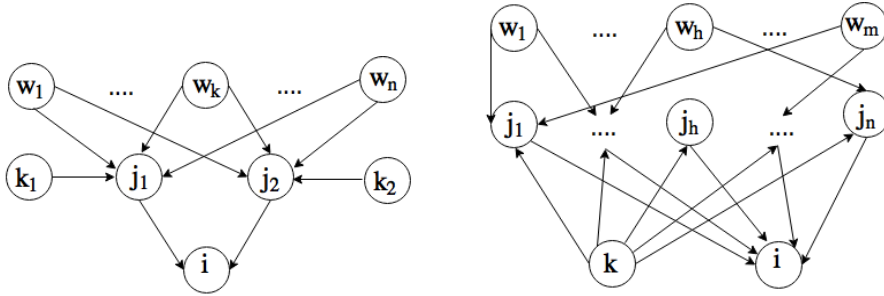 w1 .... wk .... wn
k1 j1 j2 k2
i
w1 .... wh .... wm
j1 .... jh .... jn
k i